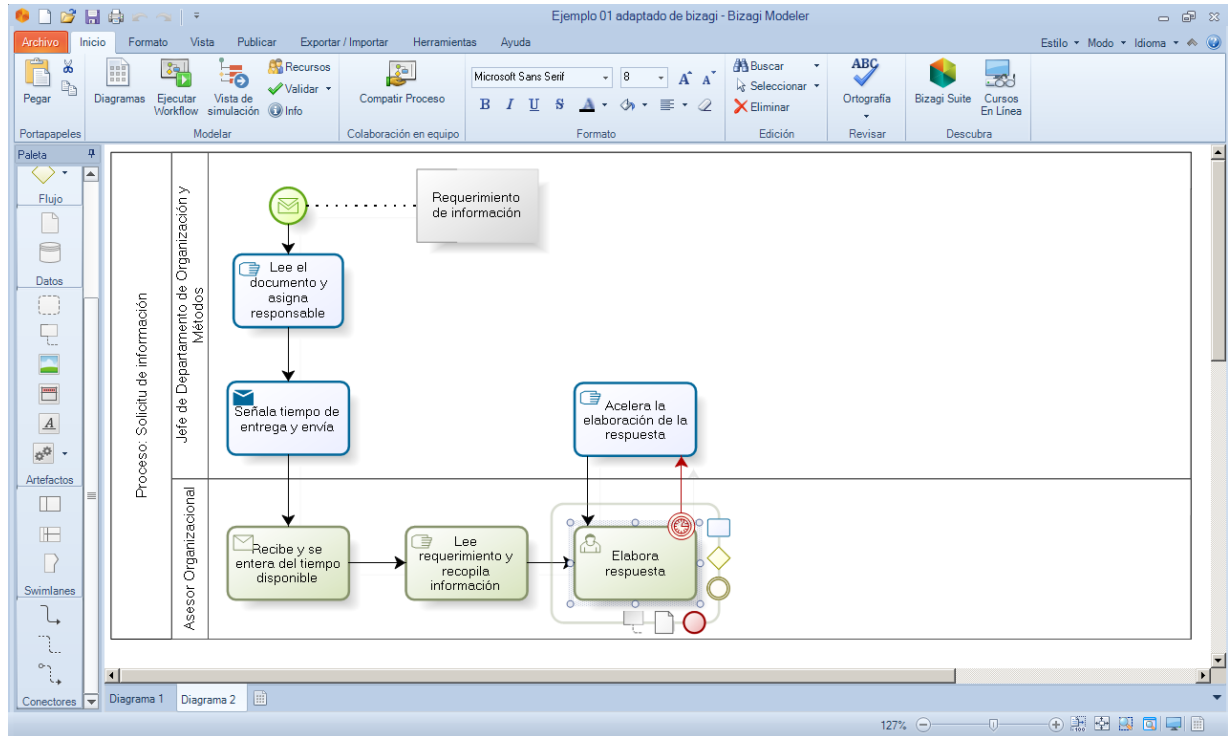 Ejemplo 01 adaptado de bizagi - Bizagi Modeler
Archivo Inicio Formato Vista Publicar Exportar / Importar Herramientas Ayuda Estilo Modo Idioma
Pegar
Portapapeles
Diagramas
Ejecutar
Workflow
Vista de
simulación
Recursos
Validar
Info
Modelar
Compatir Proceso
Colaboración en equipo
Microsoft Sans Serif 8 A A
B I U S A
Formato
Buscar
Seleccionar
Eliminar
Edición
ABC
Ortografía
Revisar
Bizagi Suite
Cursos
En Línea
Descubra
Paleta
Flujo
Datos
A
Artefactos
Swimlanes
Conectores
Proceso: Solicitu de información
Jefe de Departamento de Organización y
Métodos
Requerimiento
de información
Lee el
documento y
asigna
responsable
Señala tiempo de
entrega y envía
Acelera la
elaboración de la
respuesta
Asesor Organizacional
Recibe y se
entera del tiempo
disponible
Lee
requerimiento y
recopila
información
Elabora
respuesta
Diagrama 1 Diagrama 2
127%